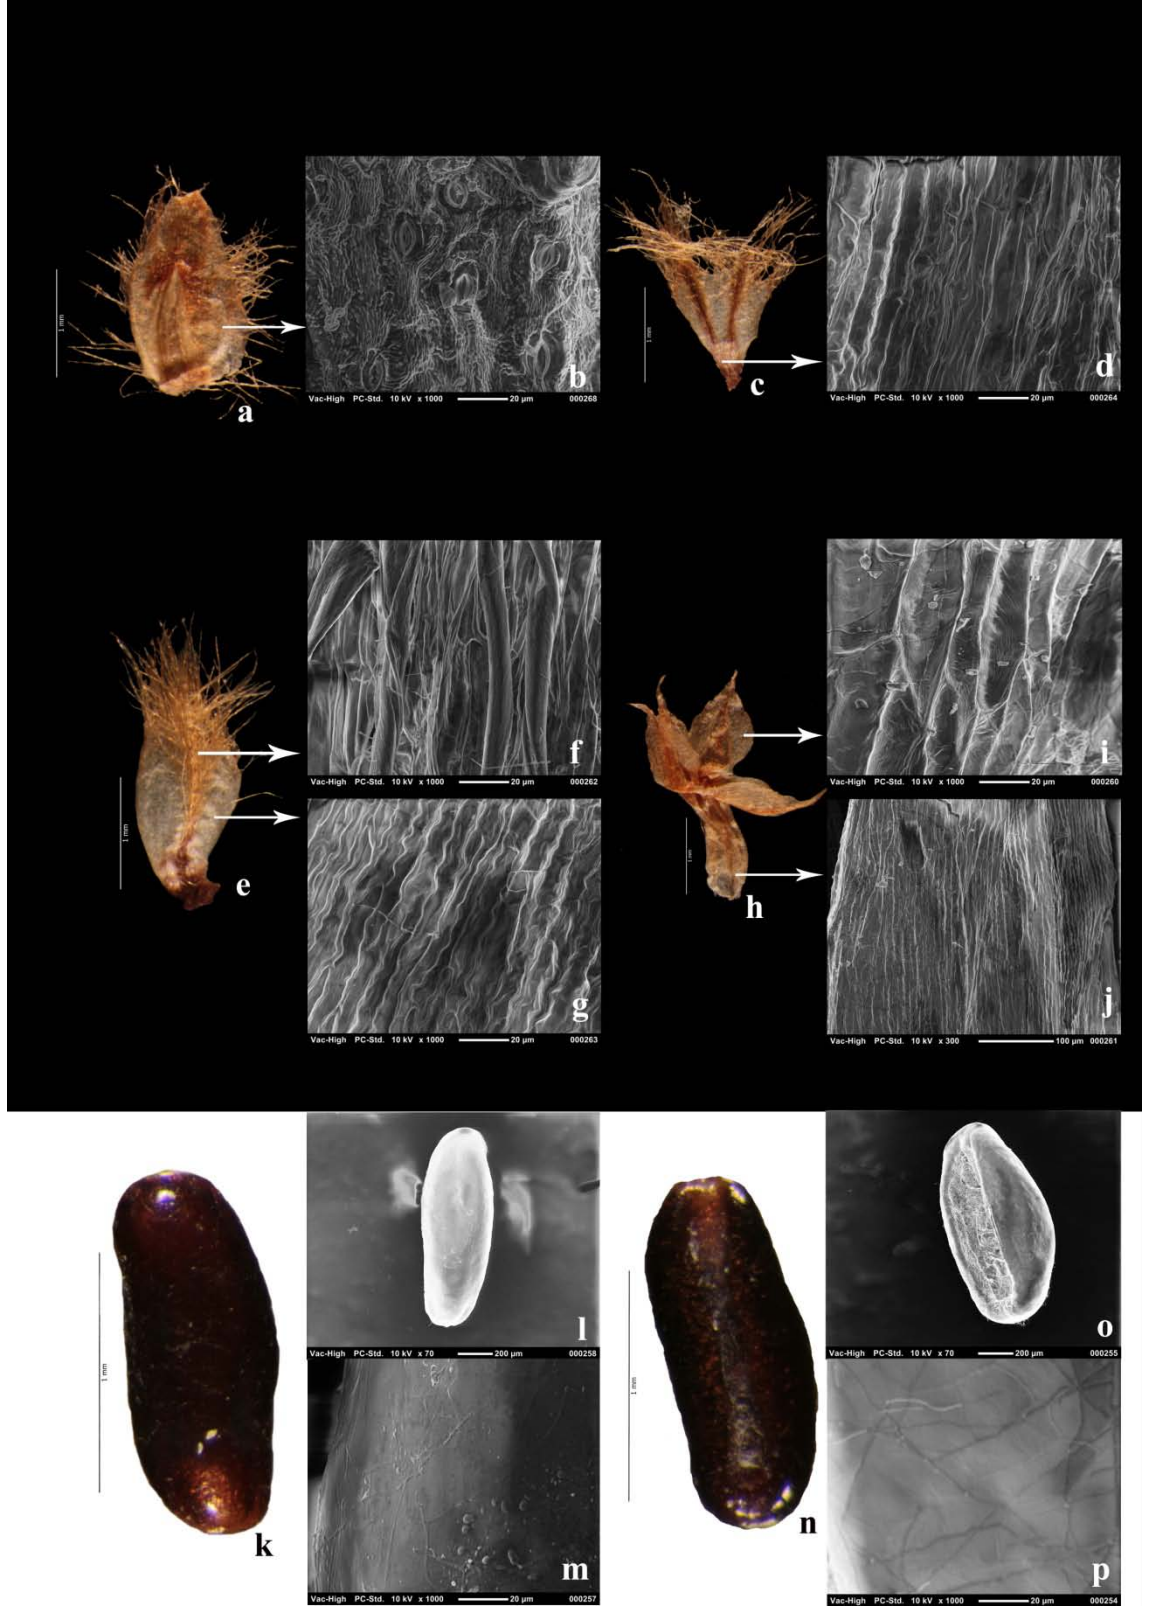 1 mm
a
b
Vac-High PC-Std. 10 kV x 1000 20 µm 000268
1 mm
c
d
Vac-High PC-Std. 10 kV x 1000 20 µm 000264
1 mm
e
f
Vac-High PC-Std. 10 kV x 1000 20 µm 000262
g
Vac-High PC-Std. 10 kV x 1000 20 µm 000263
1 mm
h
i
Vac-High PC-Std. 10 kV x 1000 20 µm 000260
j
Vac-High PC-Std. 10 kV x 300 100 µm 000261
1 mm
k
l
Vac-High PC-Std. 10 kV x 70 200 µm 000258
m
Vac-High PC-Std. 10 kV x 1000 20 µm 000257
1 mm
n
o
Vac-High PC-Std. 10 kV x 70 200 µm 000255
p
Vac-High PC-Std. 10 kV x 1000 20 µm 000254